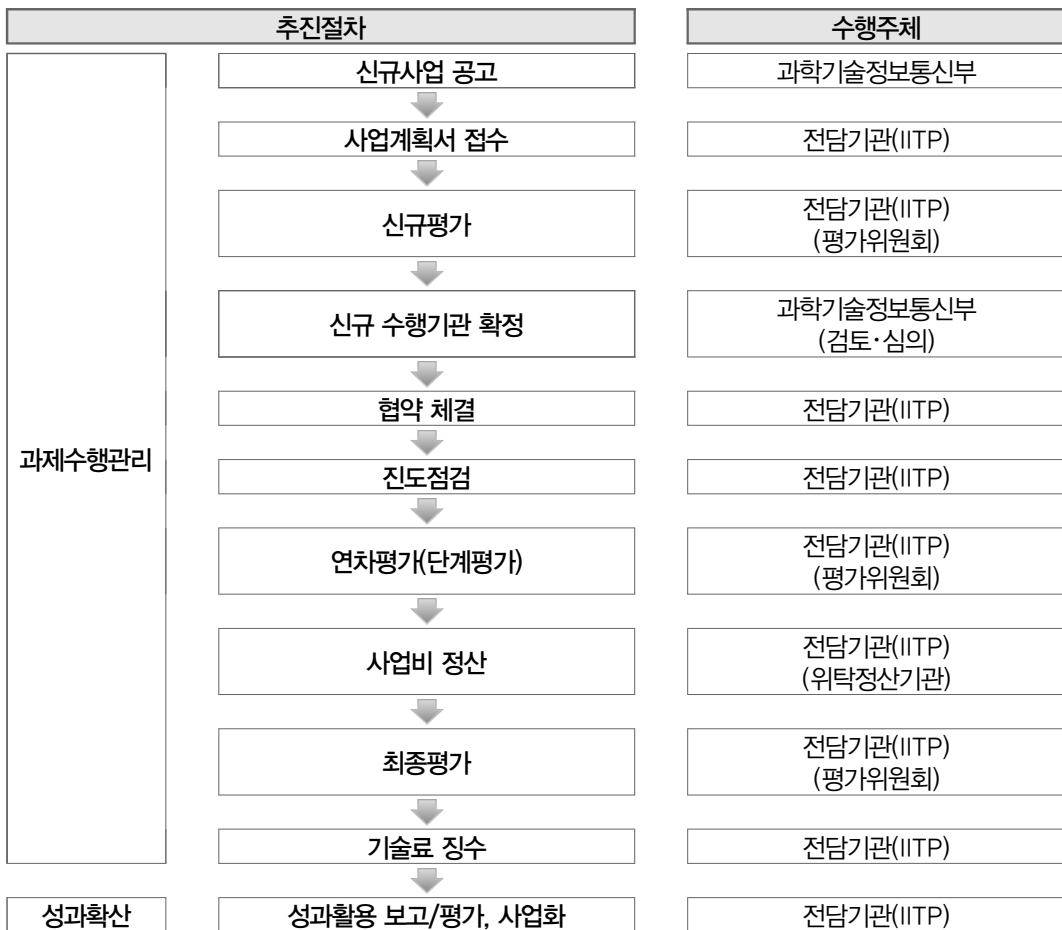 추진절차
수행주체
신규사업 공고
과학기술정보통신부
사업계획서 접수
전담기관(IITP)
신규평가
전담기관(IITP)
(평가위원회)
신규 수행기관 확정
과학기술정보통신부
(검토·심의)
협약 체결
전담기관(IITP)
과제수행관리
진도점검
전담기관(IITP)
연차평가(단계평가)
전담기관(IITP)
(평가위원회)
사업비 정산
전담기관(IITP)
(위탁정산기관)
최종평가
전담기관(IITP)
(평가위원회)
기술료 징수
전담기관(IITP)
성과확산
성과활용 보고/평가, 사업화
전담기관(IITP)